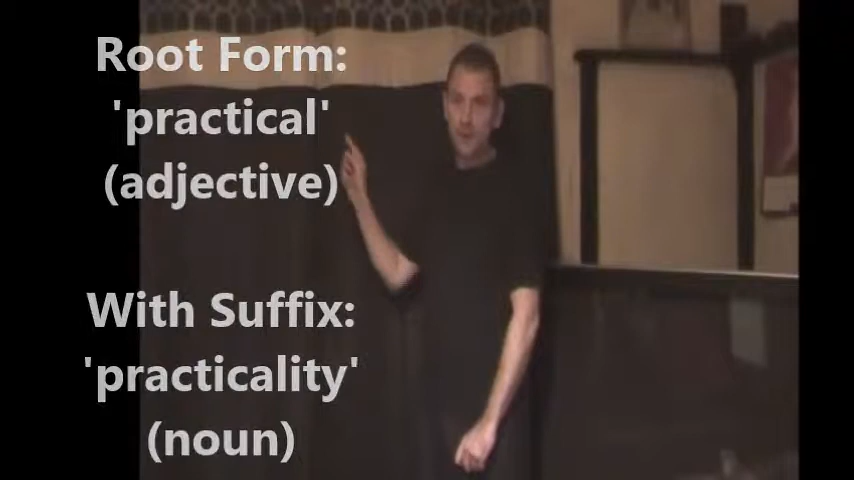 Root Form:
'practical'
(adjective)
With Suffix:
'practicality'
(noun)